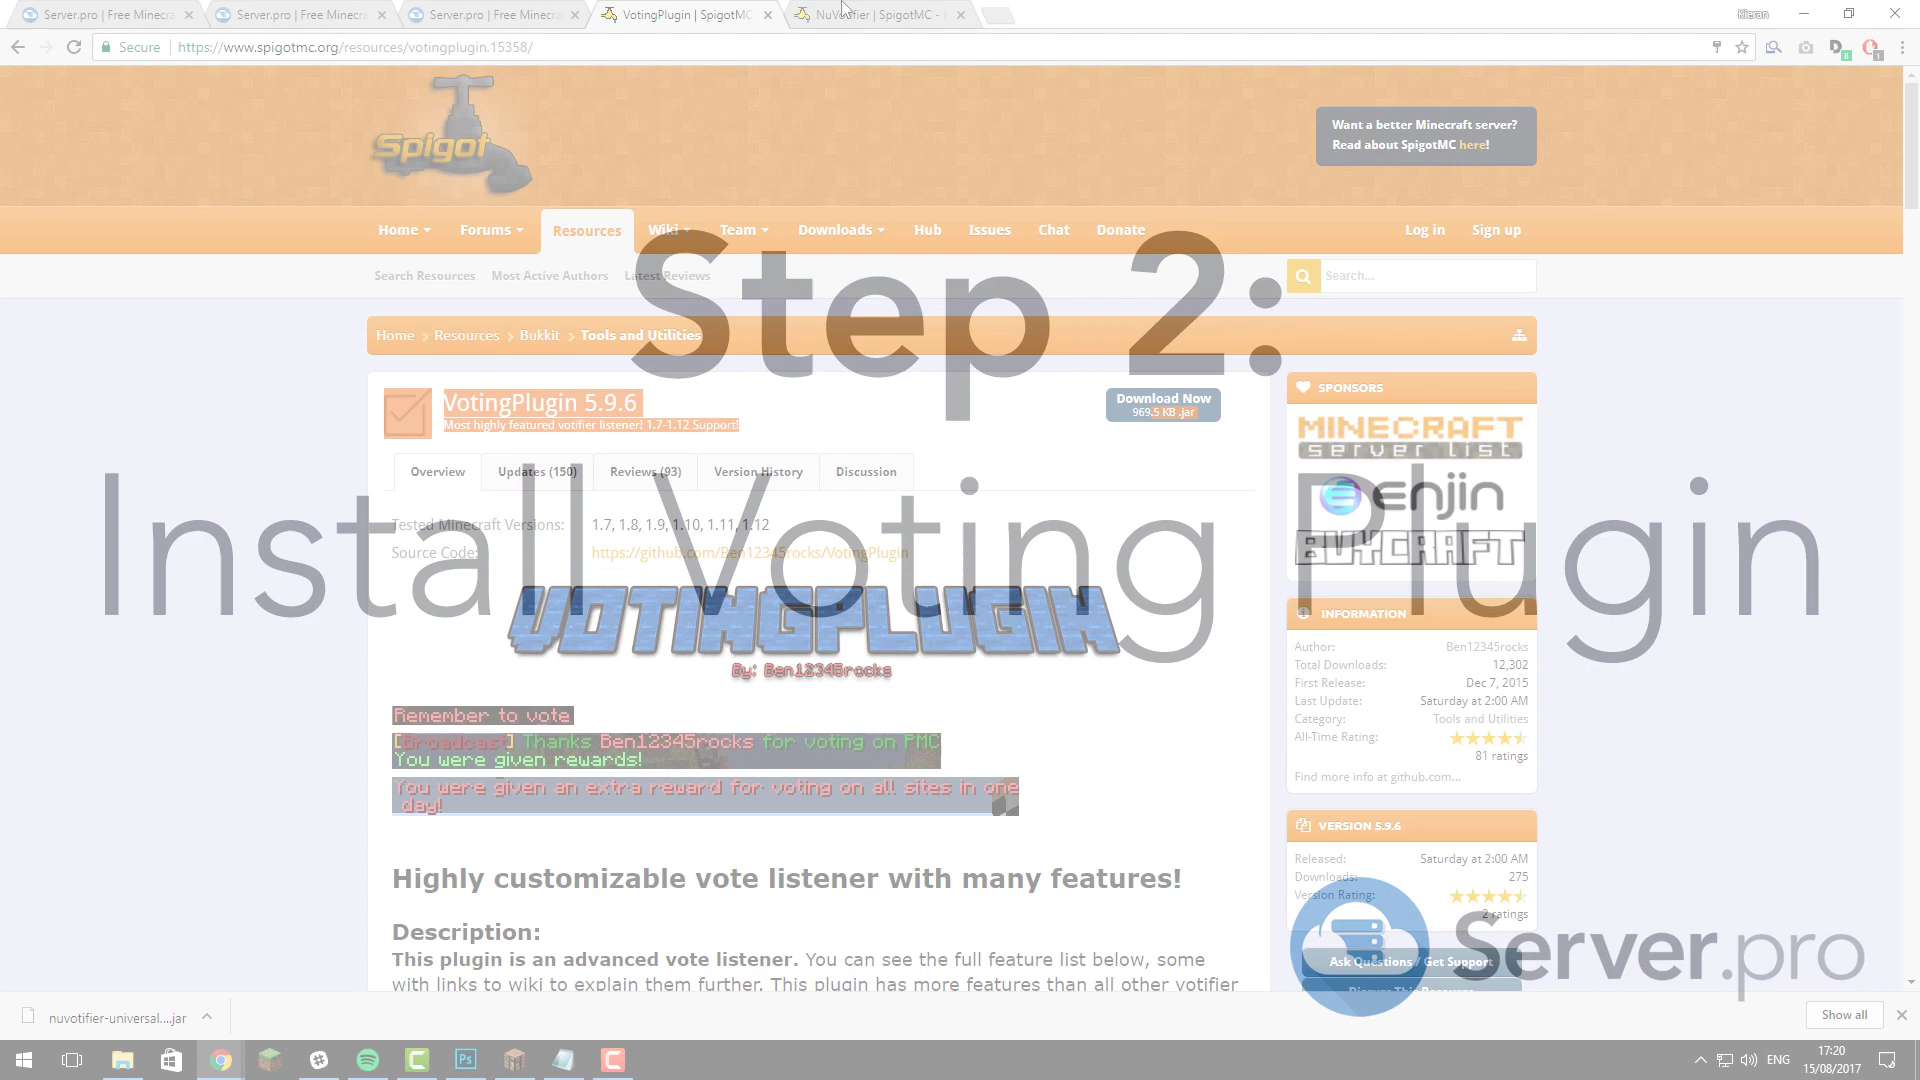 Server.pro | Free Minecra
Server.pro | Free Minecra
Server.pro | Free Minecra
VotingPlugin | SpigotMC
NuVotifier | SpigotMC -
Kieran
Secure
https://www.spigotmc.org/resources/votingplugin.15358/
Spigot
Want a better Minecraft server?
Read about SpigotMC here!
Home
Forums
Resources
Wiki
Team
Downloads
Hub
Issues
Chat
Donate
Log in
Sign up
Search Resources
Most Active Authors
Latest Reviews
Search...
Step 2:
Install Voting Plugin
Home
Resources
Bukkit
Tools and Utilities
VotingPlugin 5.9.6
Most highly featured votifier listener! 1.7-1.12 Support!
Download Now
969.5 KB .jar
Overview
Updates (150)
Reviews (93)
Version History
Discussion
Tested Minecraft Versions: 1.7, 1.8, 1.9, 1.10, 1.11, 1.12
Source Code: https://github.com/Ben12345rocks/VotingPlugin
VOTINGPLUGIN
By: Ben12345rocks
Remember to vote
[Broadcast] Thanks Ben12345rocks for voting on PMC
You were given rewards!
You were given an extra reward for voting on all sites in one
day!
Highly customizable vote listener with many features!
Description:
This plugin is an advanced vote listener. You can see the full feature list below, some
with links to wiki to explain them further. This plugin has more features than all other votifier
SPONSORS
MINECRAFT
server list
enjin
BUYCRAFT
INFORMATION
Author: Ben12345rocks
Total Downloads: 12,302
First Release: Dec 7, 2015
Last Update: Saturday at 2:00 AM
Category: Tools and Utilities
All-Time Rating:
81 ratings
Find more info at github.com...
VERSION 5.9.6
Released: Saturday at 2:00 AM
Downloads: 275
Version Rating:
2 ratings
Ask Questions / Get Support
Discuss This Resource
Server.pro
nuvotifier-universal....jar
Show all
ENG
17:20
15/08/2017